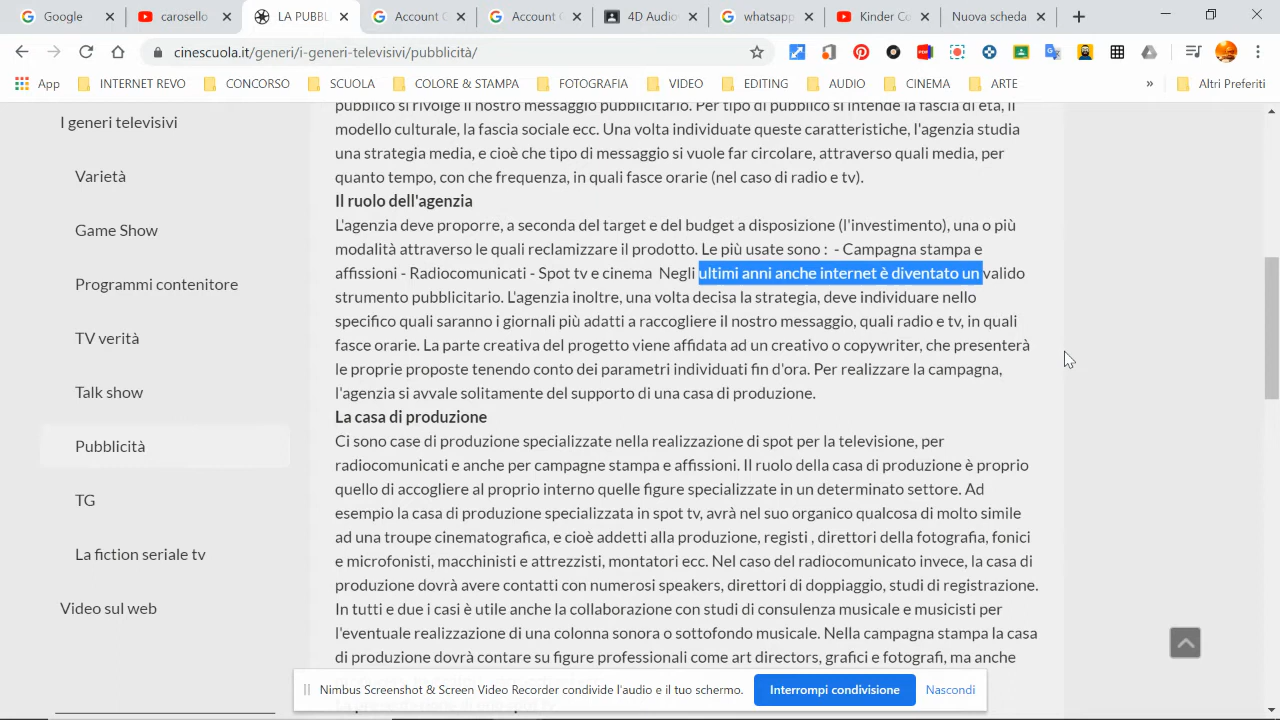 Google
carosello
LA PUBBL
Account G
Account G
4D Audio
whatsapp
Kinder Co
Nuova scheda
cinescuola.it/generi/i-generi-televisivi/pubblicità/
App
INTERNET REVO
CONCORSO
SCUOLA
COLORE & STAMPA
FOTOGRAFIA
VIDEO
EDITING
AUDIO
CINEMA
ARTE
»
Altri Preferiti
I generi televisivi
Varietà
Game Show
Programmi contenitore
TV verità
Talk show
Pubblicità
TG
La fiction seriale tv
Video sul web
pubblico si rivolge il nostro messaggio pubblicitario. Per tipo di pubblico si intende la fascia di età, il
modello culturale, la fascia sociale ecc. Una volta individuate queste caratteristiche, l'agenzia studia
una strategia media, e cioè che tipo di messaggio si vuole far circolare, attraverso quali media, per
quanto tempo, con che frequenza, in quali fasce orarie (nel caso di radio e tv).
Il ruolo dell'agenzia
L'agenzia deve proporre, a seconda del target e del budget a disposizione (l'investimento), una o più
modalità attraverso le quali reclamizzare il prodotto. Le più usate sono : - Campagna stampa e
affissioni - Radiocomunicati - Spot tv e cinema Negli ultimi anni anche internet è diventato un valido
strumento pubblicitario. L'agenzia inoltre, una volta decisa la strategia, deve individuare nello
specifico quali saranno i giornali più adatti a raccogliere il nostro messaggio, quali radio e tv, in quali
fasce orarie. La parte creativa del progetto viene affidata ad un creativo o copywriter, che presenterà
le proprie proposte tenendo conto dei parametri individuati fin d'ora. Per realizzare la campagna,
l'agenzia si avvale solitamente del supporto di una casa di produzione.
La casa di produzione
Ci sono case di produzione specializzate nella realizzazione di spot per la televisione, per
radiocomunicati e anche per campagne stampa e affissioni. Il ruolo della casa di produzione è proprio
quello di accogliere al proprio interno quelle figure specializzate in un determinato settore. Ad
esempio la casa di produzione specializzata in spot tv, avrà nel suo organico qualcosa di molto simile
ad una troupe cinematografica, e cioè addetti alla produzione, registi , direttori della fotografia, fonici
e microfonisti, macchinisti e attrezzisti, montatori ecc. Nel caso del radiocomunicato invece, la casa di
produzione dovrà avere contatti con numerosi speakers, direttori di doppiaggio, studi di registrazione.
In tutti e due i casi è utile anche la collaborazione con studi di consulenza musicale e musicisti per
l'eventuale realizzazione di una colonna sonora o sottofondo musicale. Nella campagna stampa la casa
di produzione dovrà contare su figure professionali come art directors, grafici e fotografi, ma anche
Nimbus Screenshot & Screen Video Recorder condivide l'audio e il tuo schermo.
Interrompi condivisione
Nascondi